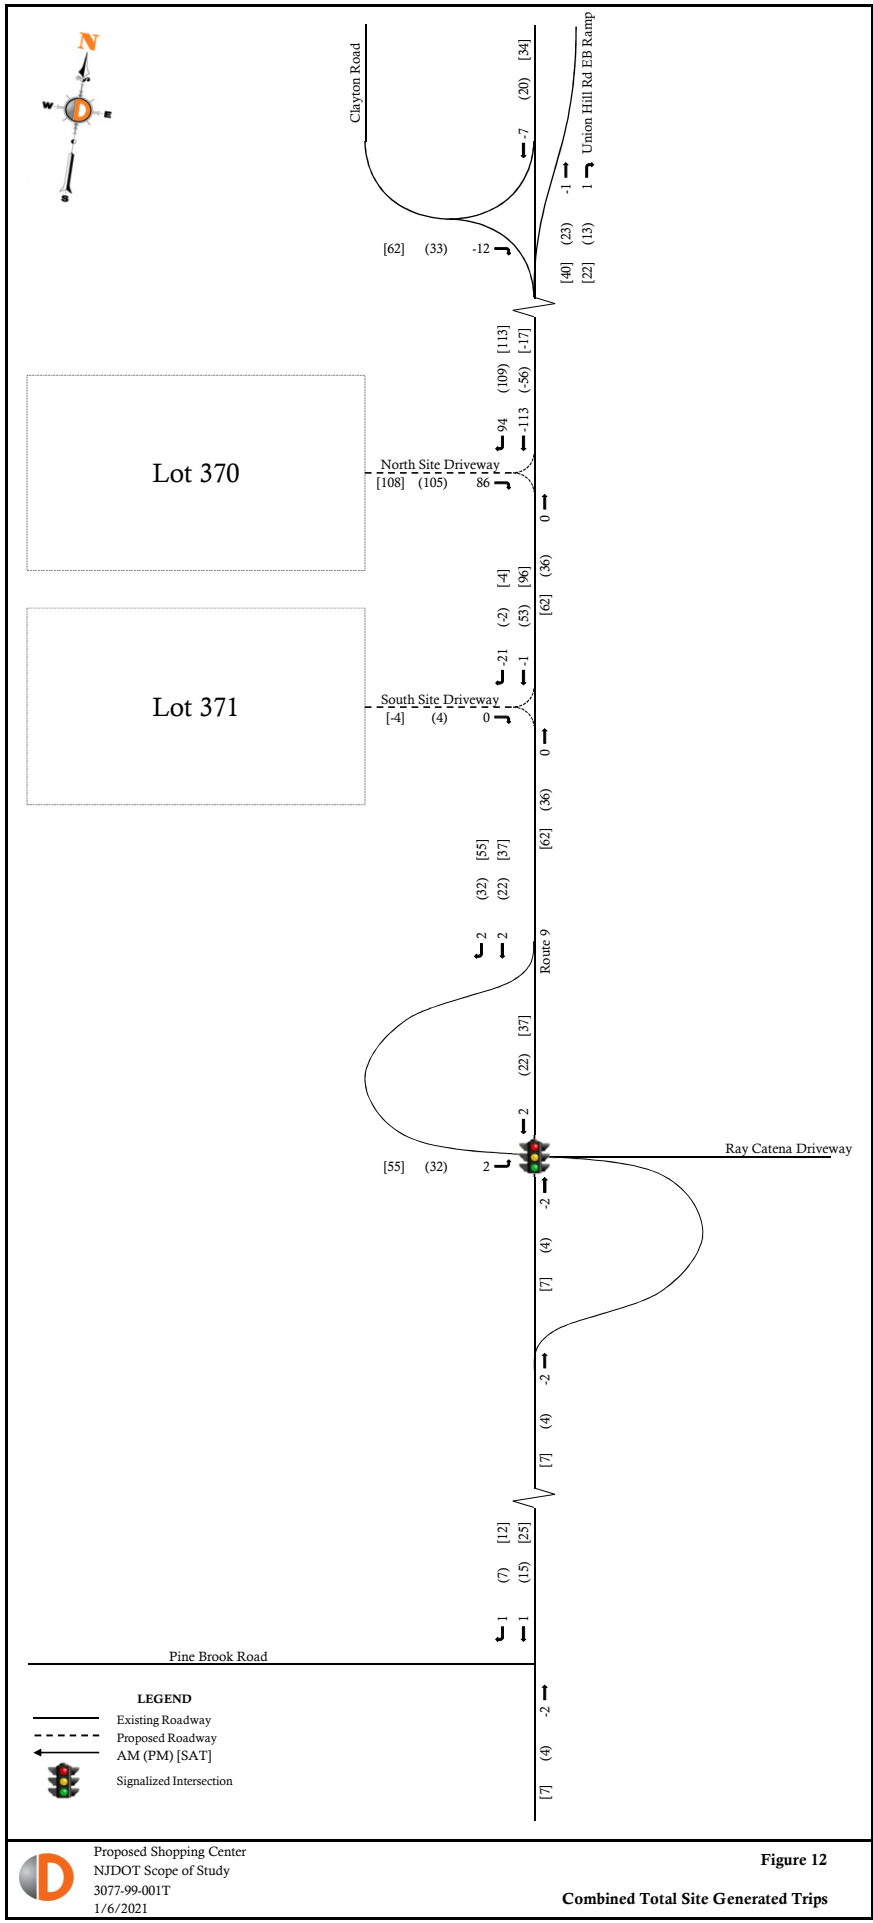 N
W
E
S
D
Clayton Road
-7 (20) [34]
Union Hill Rd EB Ramp
[40] (23) -1
[22] (13) 1
[62] (33) -12
94 (109) [113]
-113 (-56) [-17]
Lot 370
North Site Driveway
[108] (105) 86
[62] (36) 0
-21 (-2) [-4]
-1 (53) [96]
Lot 371
South Site Driveway
[-4] (4) 0
[62] (36) 0
2 (32) [55]
2 (22) [37]
Route 9
2 (22) [37]
Ray Catena Driveway
[55] (32) 2
[7] (4) -2
[7] (4) -2
1 (7) [12]
1 (15) [25]
Pine Brook Road
[7] (4) -2
LEGEND
Existing Roadway
Proposed Roadway
AM (PM) [SAT]
Signalized Intersection
D
Proposed Shopping Center
NJDOT Scope of Study
3077-99-001T
1/6/2021
Figure 12
Combined Total Site Generated Trips